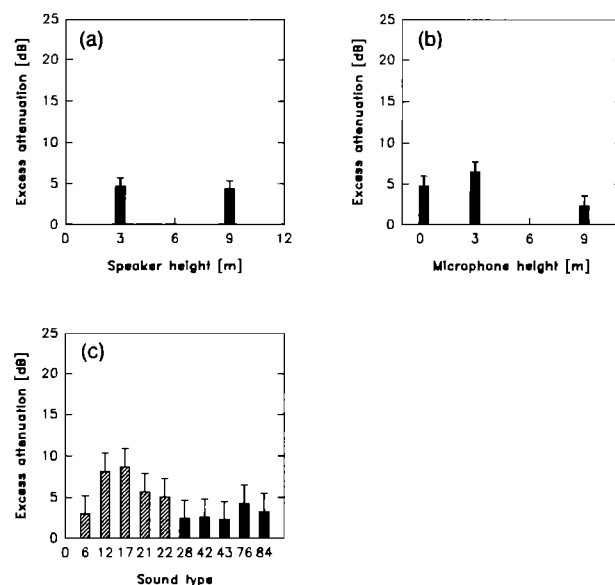 (a)
Excess attenuation [dB]
25
20
15
10
5
0
0 3 6 9 12
Speaker height [m]
(b)
Excess attenuation [dB]
25
20
15
10
5
0
0 3 6 9
Microphone height [m]
(c)
Excess attenuation [dB]
25
20
15
10
5
0
0 6 12 17 21 22 28 42 43 76 84
Sound type